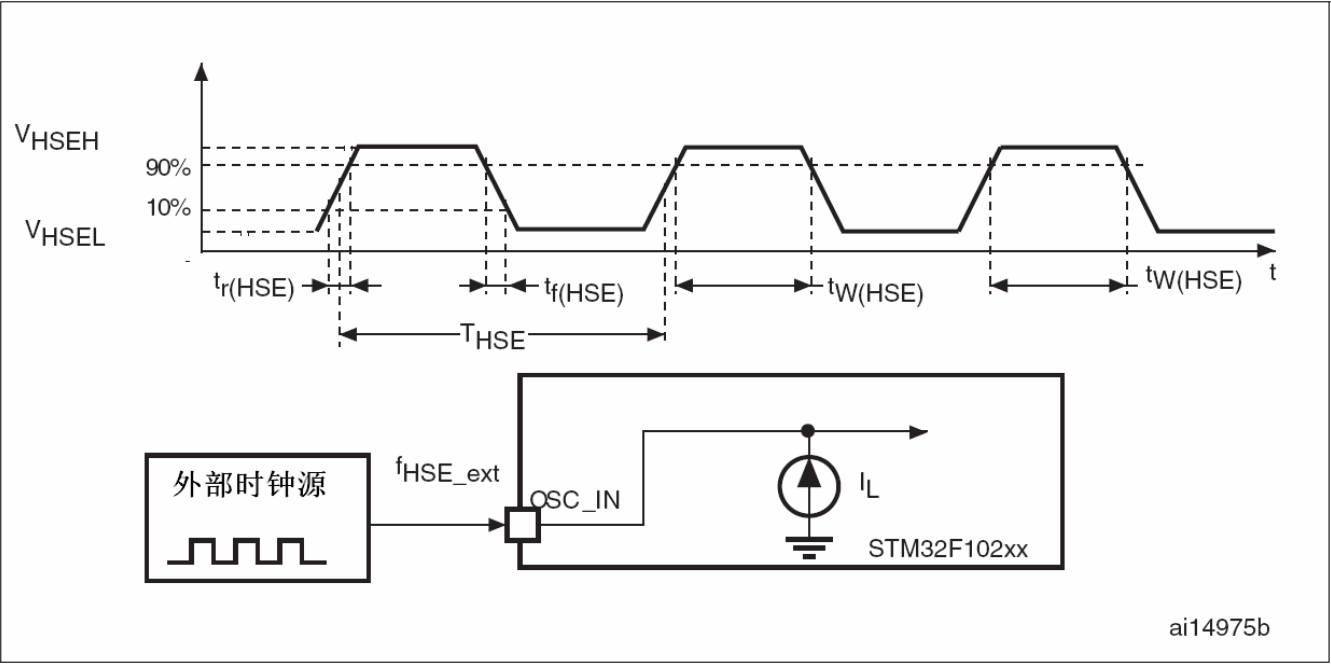 VHSEH
90%
10%
VHSEL
tr(HSE)
tf(HSE)
tW(HSE)
tW(HSE)
t
THSE
外部时钟源
fHSE_ext
OSC_IN
IL
STM32F102xx
ai14975b